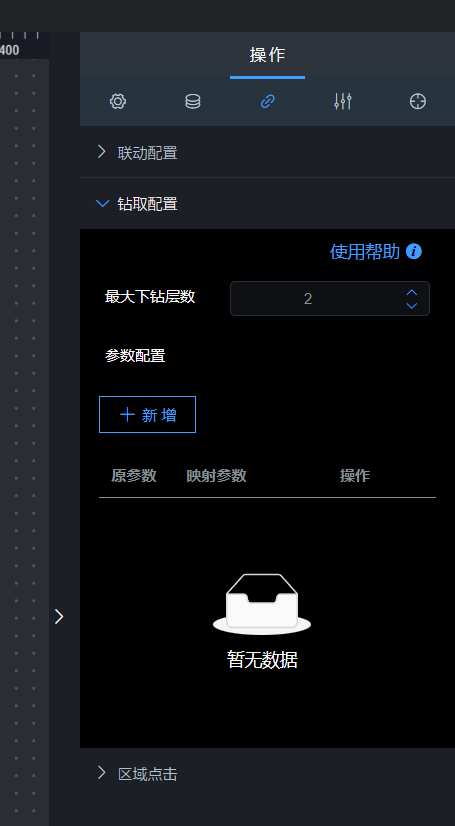 400
操作
联动配置
钻取配置
使用帮助
最大下钻层数 2
参数配置
新增
原参数 映射参数 操作
暂无数据
区域点击